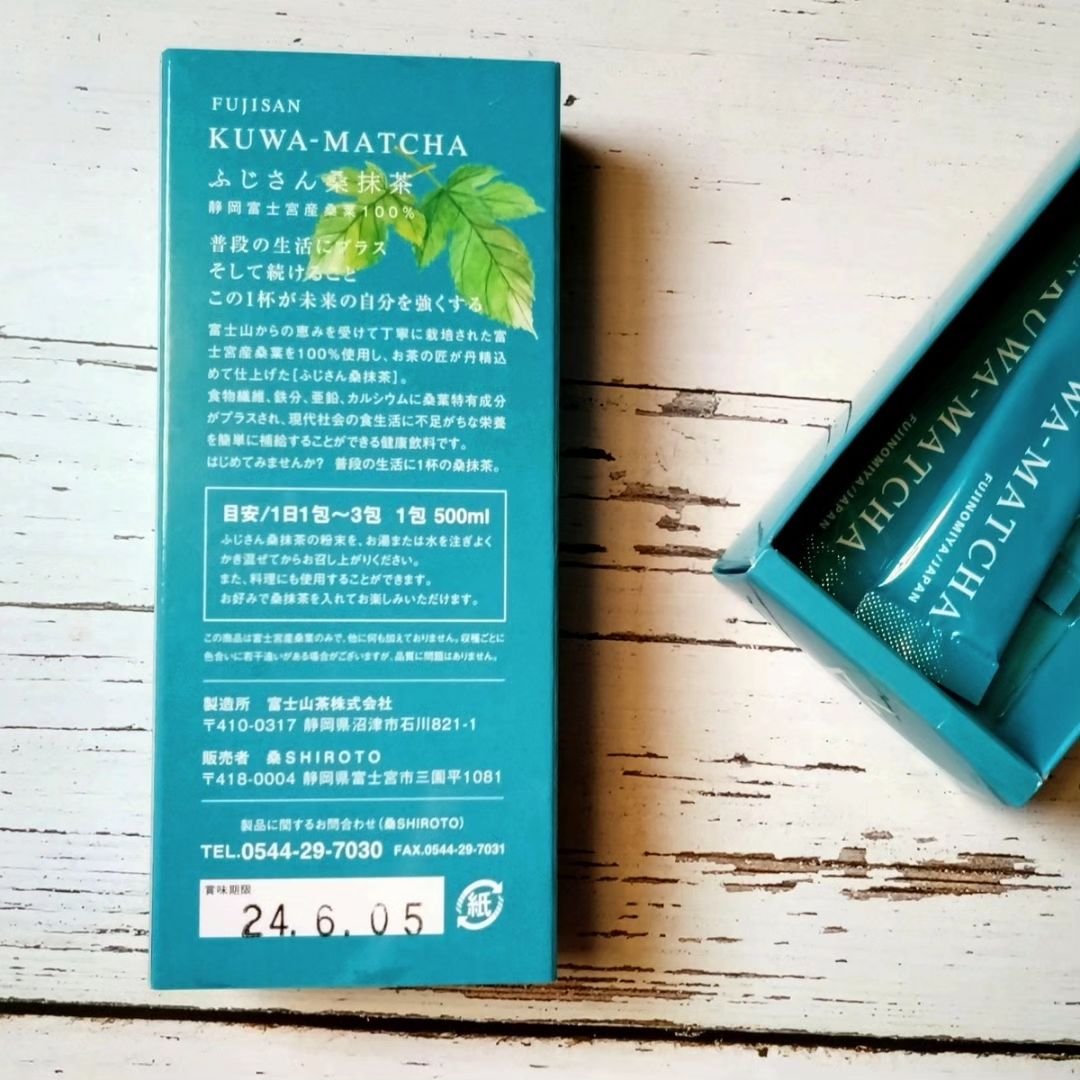 FUJISAN
KUWA-MATCHA
ふじさん桑抹茶
静岡富士宮産桑葉100%
普段の生活にプラス
そして続けること
この1杯が未来の自分を強くする
富士山からの恵みを受けて丁寧に栽培された富
士宮産桑葉を100%使用し、お茶の匠が丹精込
めて仕上げた[ふじさん桑抹茶]。
食物繊維、鉄分、亜鉛、カルシウムに桑葉特有成分
がプラスされ、現代社会の食生活に不足がちな栄養
を簡単に補給することができる健康飲料です。
はじめてみませんか? 普段の生活に1杯の桑抹茶。
目安/1日1包〜3包 1包 500ml
ふじさん桑抹茶の粉末を、お湯または水を注ぎよく
かき混ぜてからお召し上がりください。
また、料理にも使用することができます。
お好みで桑抹茶を入れてお楽しみいただけます。
この商品は富士宮産桑葉のみで、他に何も加えておりません。収穫ごとに
色合いに若干違いがある場合がございますが、品質に問題はありません。
製造所 富士山茶株式会社
〒410-0317 静岡県沼津市石川821-1
販売者 桑SHIROTO
〒418-0004 静岡県富士宮市三園平1081
製品に関するお問合わせ(桑SHIROTO)
TEL.0544-29-7030 FAX.0544-29-7031
賞味期限
24.6.05
紙
KUWA-MATCHA
FUJINOMIYA/JAPAN
WA-MATCHA
FUJINOMIYA/JAPAN